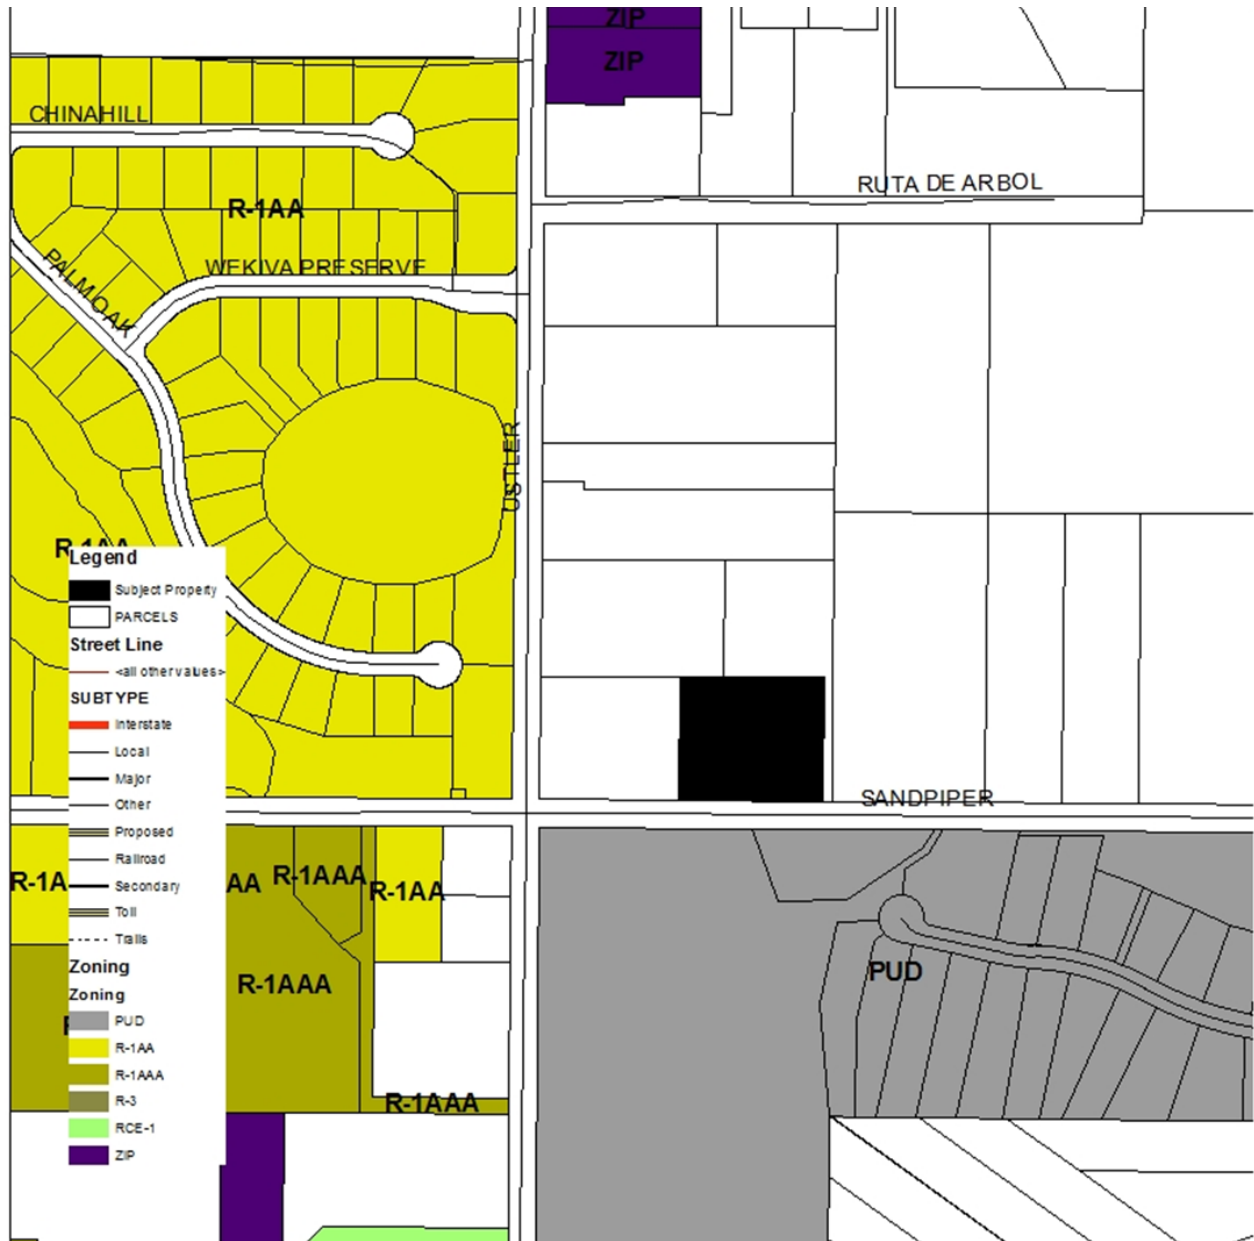 ZIP
ZIP
CHINAHILL
RUTA DE ARBOL
R-1AA
PALMOAK
WEKIVA PRESERVE
USTLER
R-1AA
Legend
Subject Property
PARCELS
Street Line
<all other values>
SUBTYPE
Interstate
Local
Major
Other
Proposed
Railroad
Secondary
Toll
Trails
Zoning
Zoning
PUD
R-1AA
R-1AAA
R-3
RCE-1
ZIP
SANDPIPER
R-1A
AA
R-1AAA
R-1AA
R-1AAA
PUD
R-1AAA